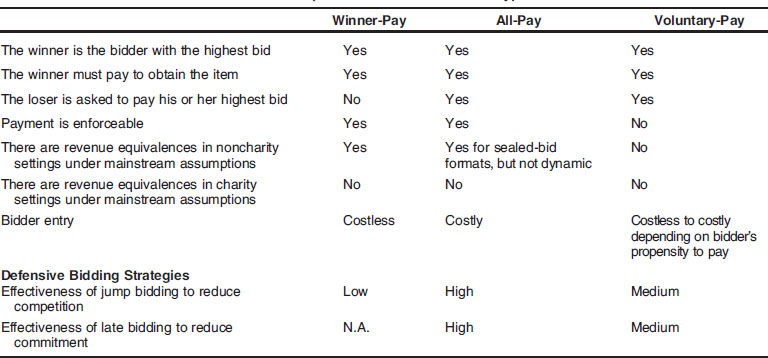 Winner-Pay All-Pay Voluntary-Pay
The winner is the bidder with the highest bid Yes Yes Yes
The winner must pay to obtain the item Yes Yes Yes
The loser is asked to pay his or her highest bid No Yes Yes
Payment is enforceable Yes Yes No
There are revenue equivalences in noncharity Yes Yes for sealed-bid No
settings under mainstream assumptions formats, but not dynamic
There are revenue equivalences in charity No No No
settings under mainstream assumptions
Bidder entry Costless Costly Costless to costly
depending on bidder's
propensity to pay
Defensive Bidding Strategies
Effectiveness of jump bidding to reduce Low High Medium
competition
Effectiveness of late bidding to reduce N.A. High Medium
commitment